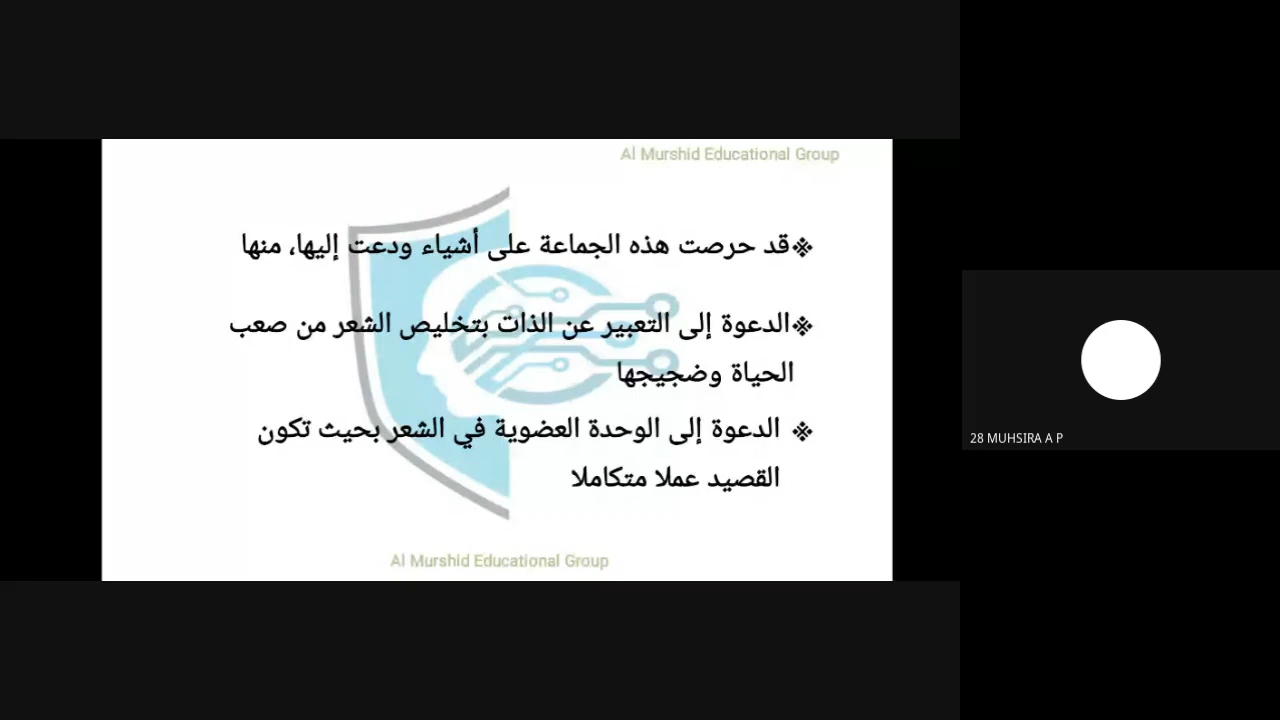 Al Murshid Educational Group
❖قد حرصت هذه الجماعة على أشياء ودعت إليها، منها
❖الدعوة إلى التعبير عن الذات بتخليص الشعر من صعب
الحياة وضجيجها
❖ الدعوة إلى الوحدة العضوية في الشعر بحيث تكون
القصيد عملا متكاملا
Al Murshid Educational Group
28 MUHSIRA A P